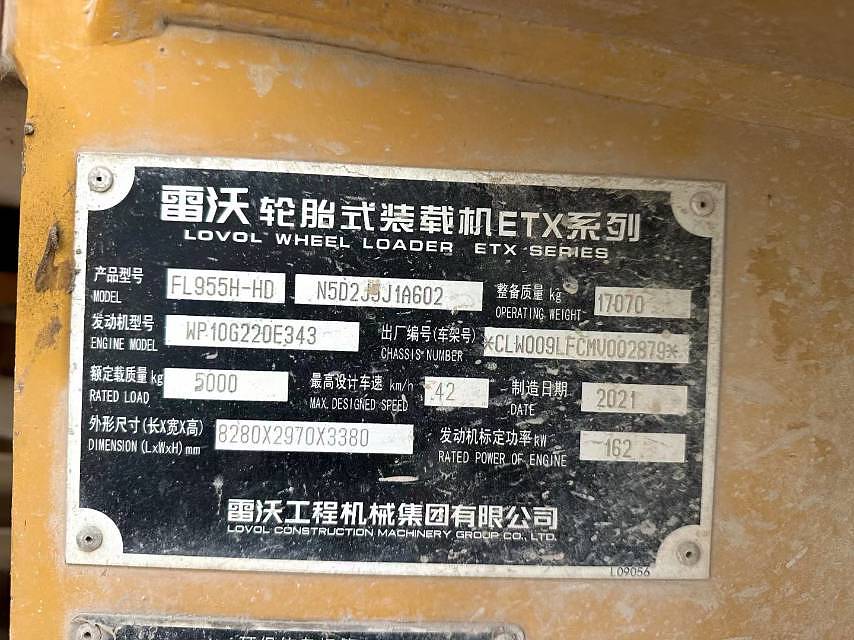 雷沃 轮胎式装载机ETX系列
LOVOL WHEEL LOADER ETX SERIES
产品型号 FL955H-HD N5D2J5J1A602 整备质量 kg 17070
MODEL OPERATING WEIGHT
发动机型号 WP10G220E343 出厂编号(车架号) *CLW009LFCMV002879*
ENGINE MODEL CHASSIS NUMBER
额定载质量 kg 5000 最高设计车速 km/h 42 制造日期 2021
RATED LOAD MAX. DESIGNED SPEED DATE
外形尺寸(长X宽X高) 8280X2970X3380 发动机标定功率 kW 162
DIMENSION (LxWxH) mm RATED POWER OF ENGINE
雷沃工程机械集团有限公司
LOVOL CONSTRUCTION MACHINERY GROUP CO., LTD.
L09056